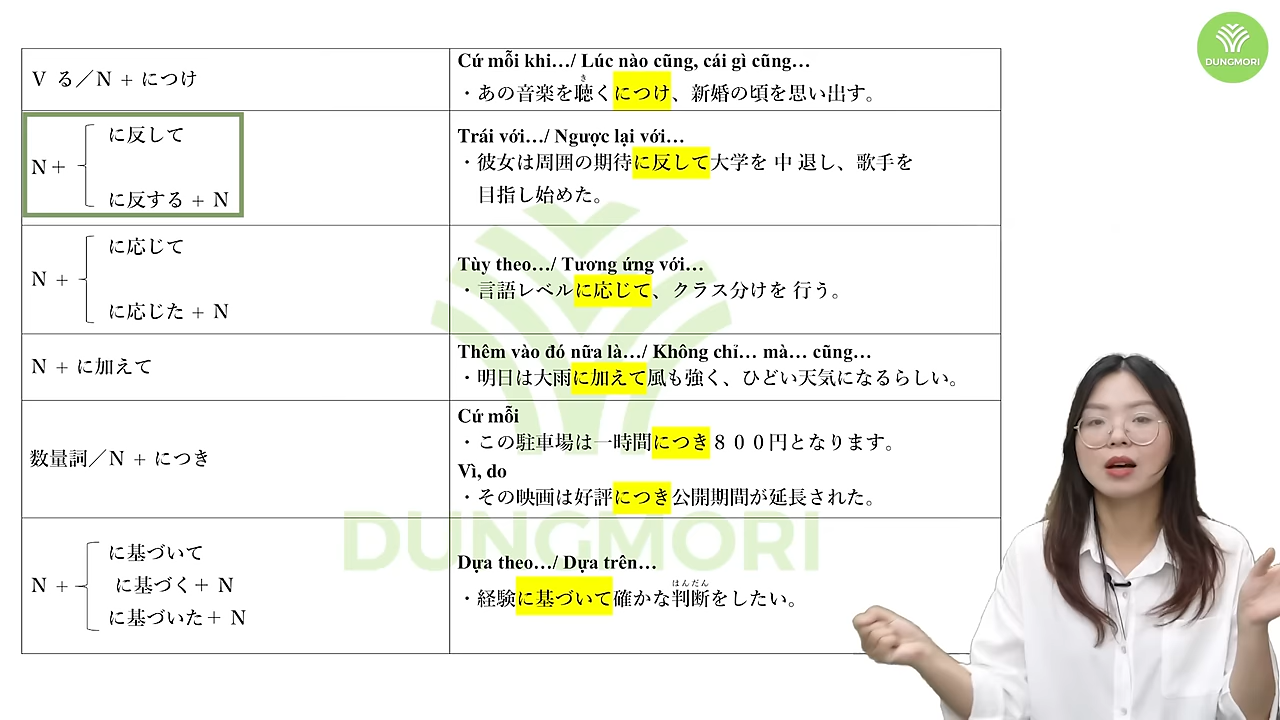 DUNGMORI
V る／N + につけ
Cứ mỗi khi…/ Lúc nào cũng, cái gì cũng…
き
・あの音楽を聴くにつけ、新婚の頃を思い出す。
N＋
に反して
に反する + N
Trái với…/ Ngược lại với…
・彼女は周囲の期待に反して大学を 中 退し、歌手を
目指し始めた。
N +
に応じて
に応じた + N
Tùy theo…/ Tương ứng với…
・言語レベルに応じて、クラス分けを 行う。
N + に加えて
Thêm vào đó nữa là…/ Không chỉ… mà… cũng…
・明日は大雨に加えて風も強く、ひどい天気になるらしい。
数量詞／N + につき
Cứ mỗi
・この駐車場は一時間につき８００円となります。
Vì, do
・その映画は好評につき公開期間が延長された。
DUNGMORI
N +
に基づいて
に基づく＋ N
に基づいた＋ N
Dựa theo…/ Dựa trên…
はんだん
・経験に基づいて確かな判断をしたい。